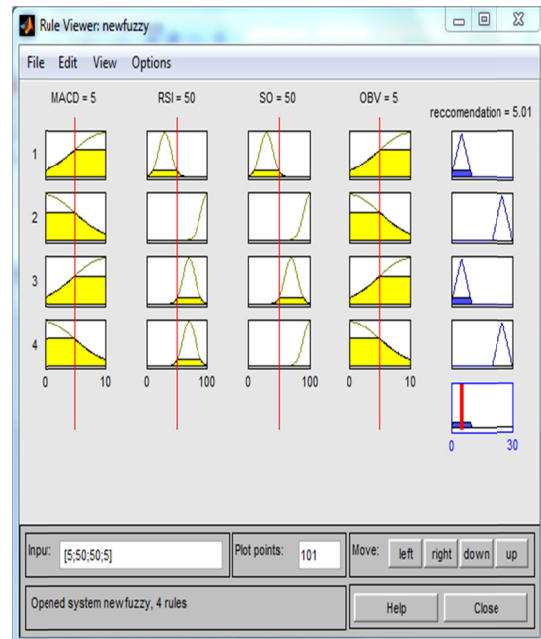 Rule Viewer: newfuzzy
File Edit View Options
MACD = 5 RSI = 50 SO = 50 OBV = 5
reccomendation = 5.01
1
2
3
4
0 10 0 100 0 100 0 10
0 30
Input: [5;50;50;5] Plot points: 101 Move: left right down up
Opened system newfuzzy, 4 rules Help Close